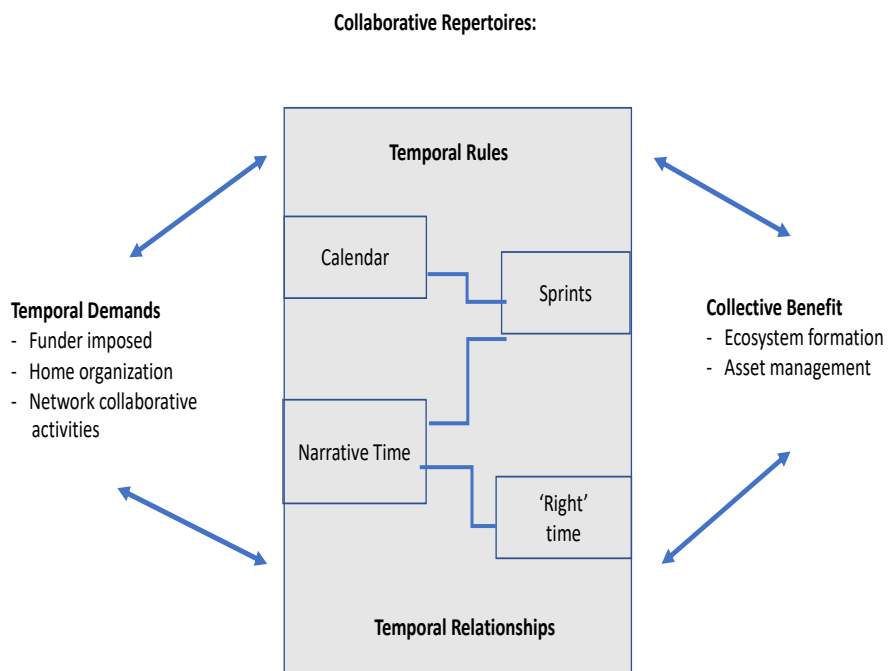 Collaborative Repertoires:
Temporal Rules
Calendar
Sprints
Temporal Demands
- Funder imposed
- Home organization
- Network collaborative
activities
Collective Benefit
- Ecosystem formation
- Asset management
Narrative Time
‘Right’
time
Temporal Relationships